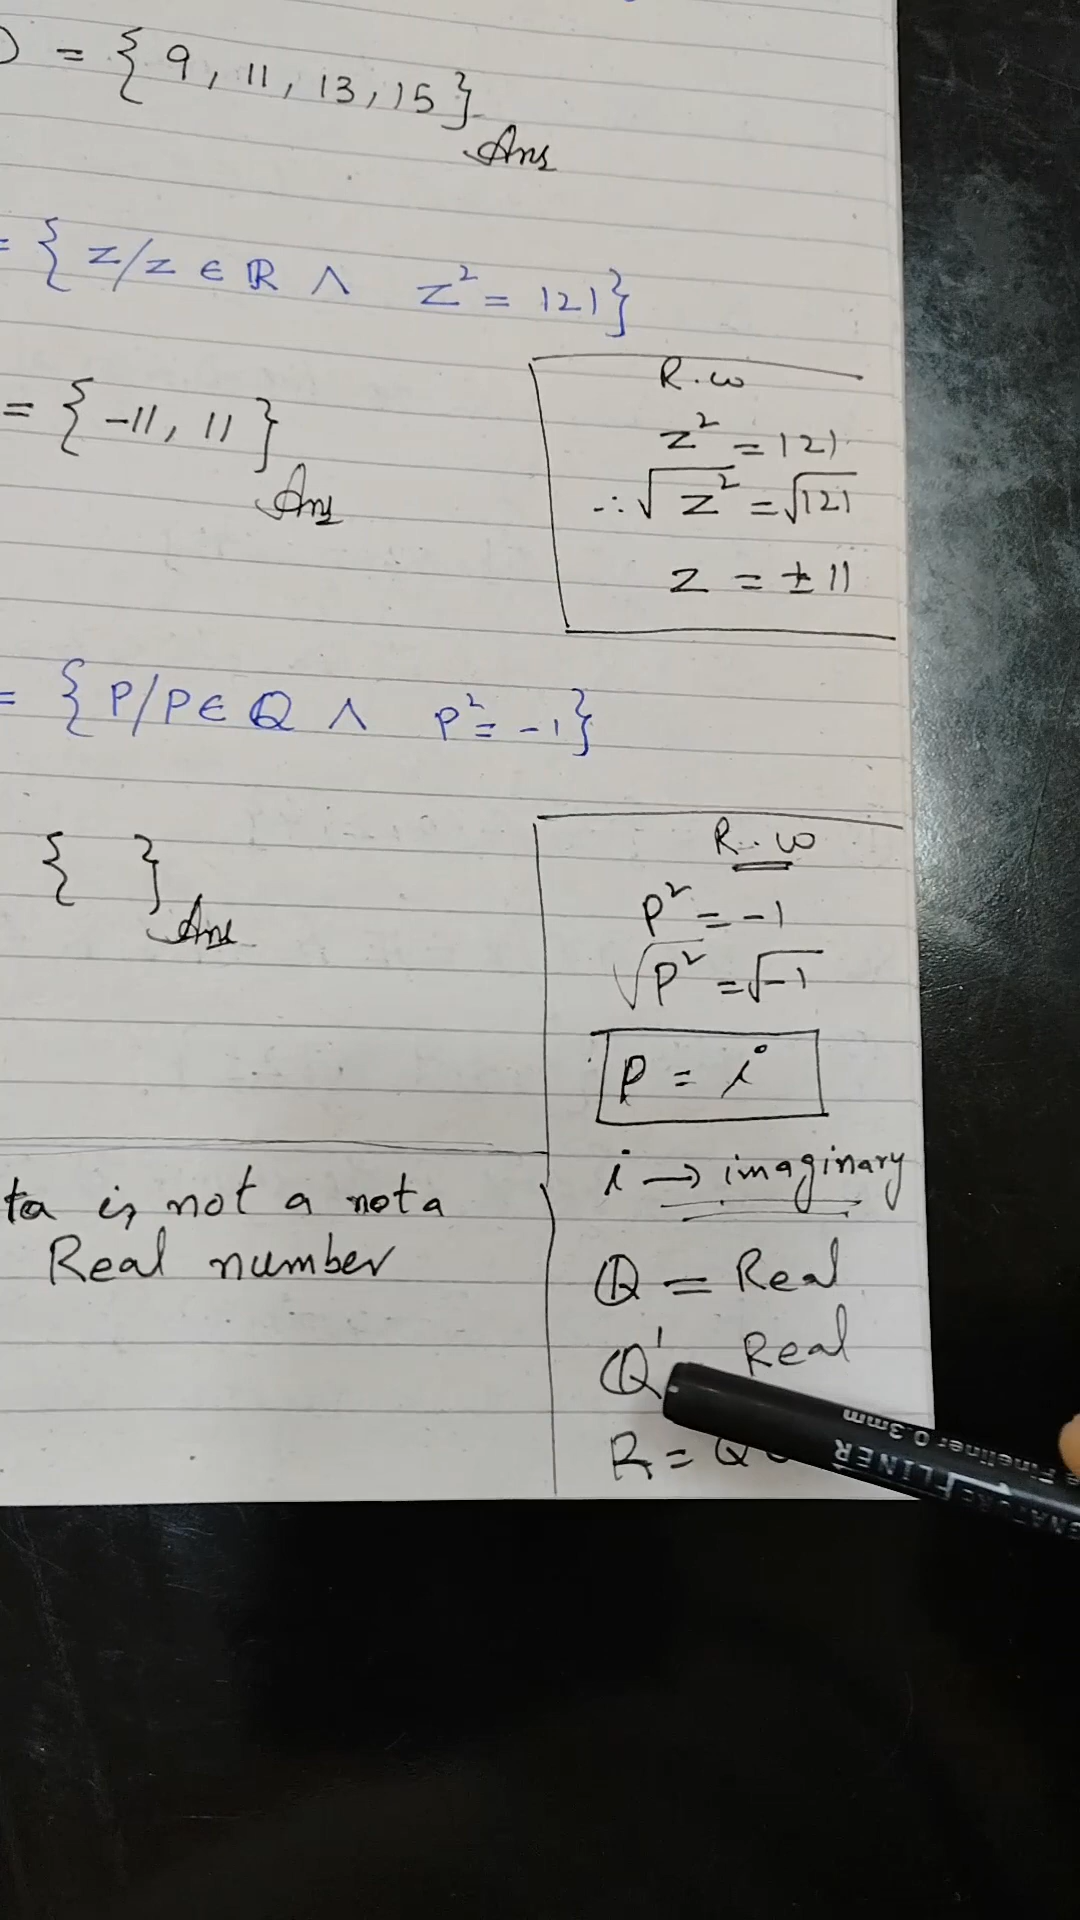 = { 9, 11, 13, 15 }
Ans
= { z/z ∈ ℝ ∧ z² = 121 }
R.w
z² = 121
= { -11, 11 }
Ans
∴ √z² = √121
z = ± 11
= { P/P ∈ ℚ ∧ P² = -1 }
R.w
{ }
Ans
P² = -1
√P² = √-1
P = i
i → imaginary
ta is not a not a
Real number
ℚ = Real
ℚ' Real
R = Q
Fineliner 0.3mm
LINER